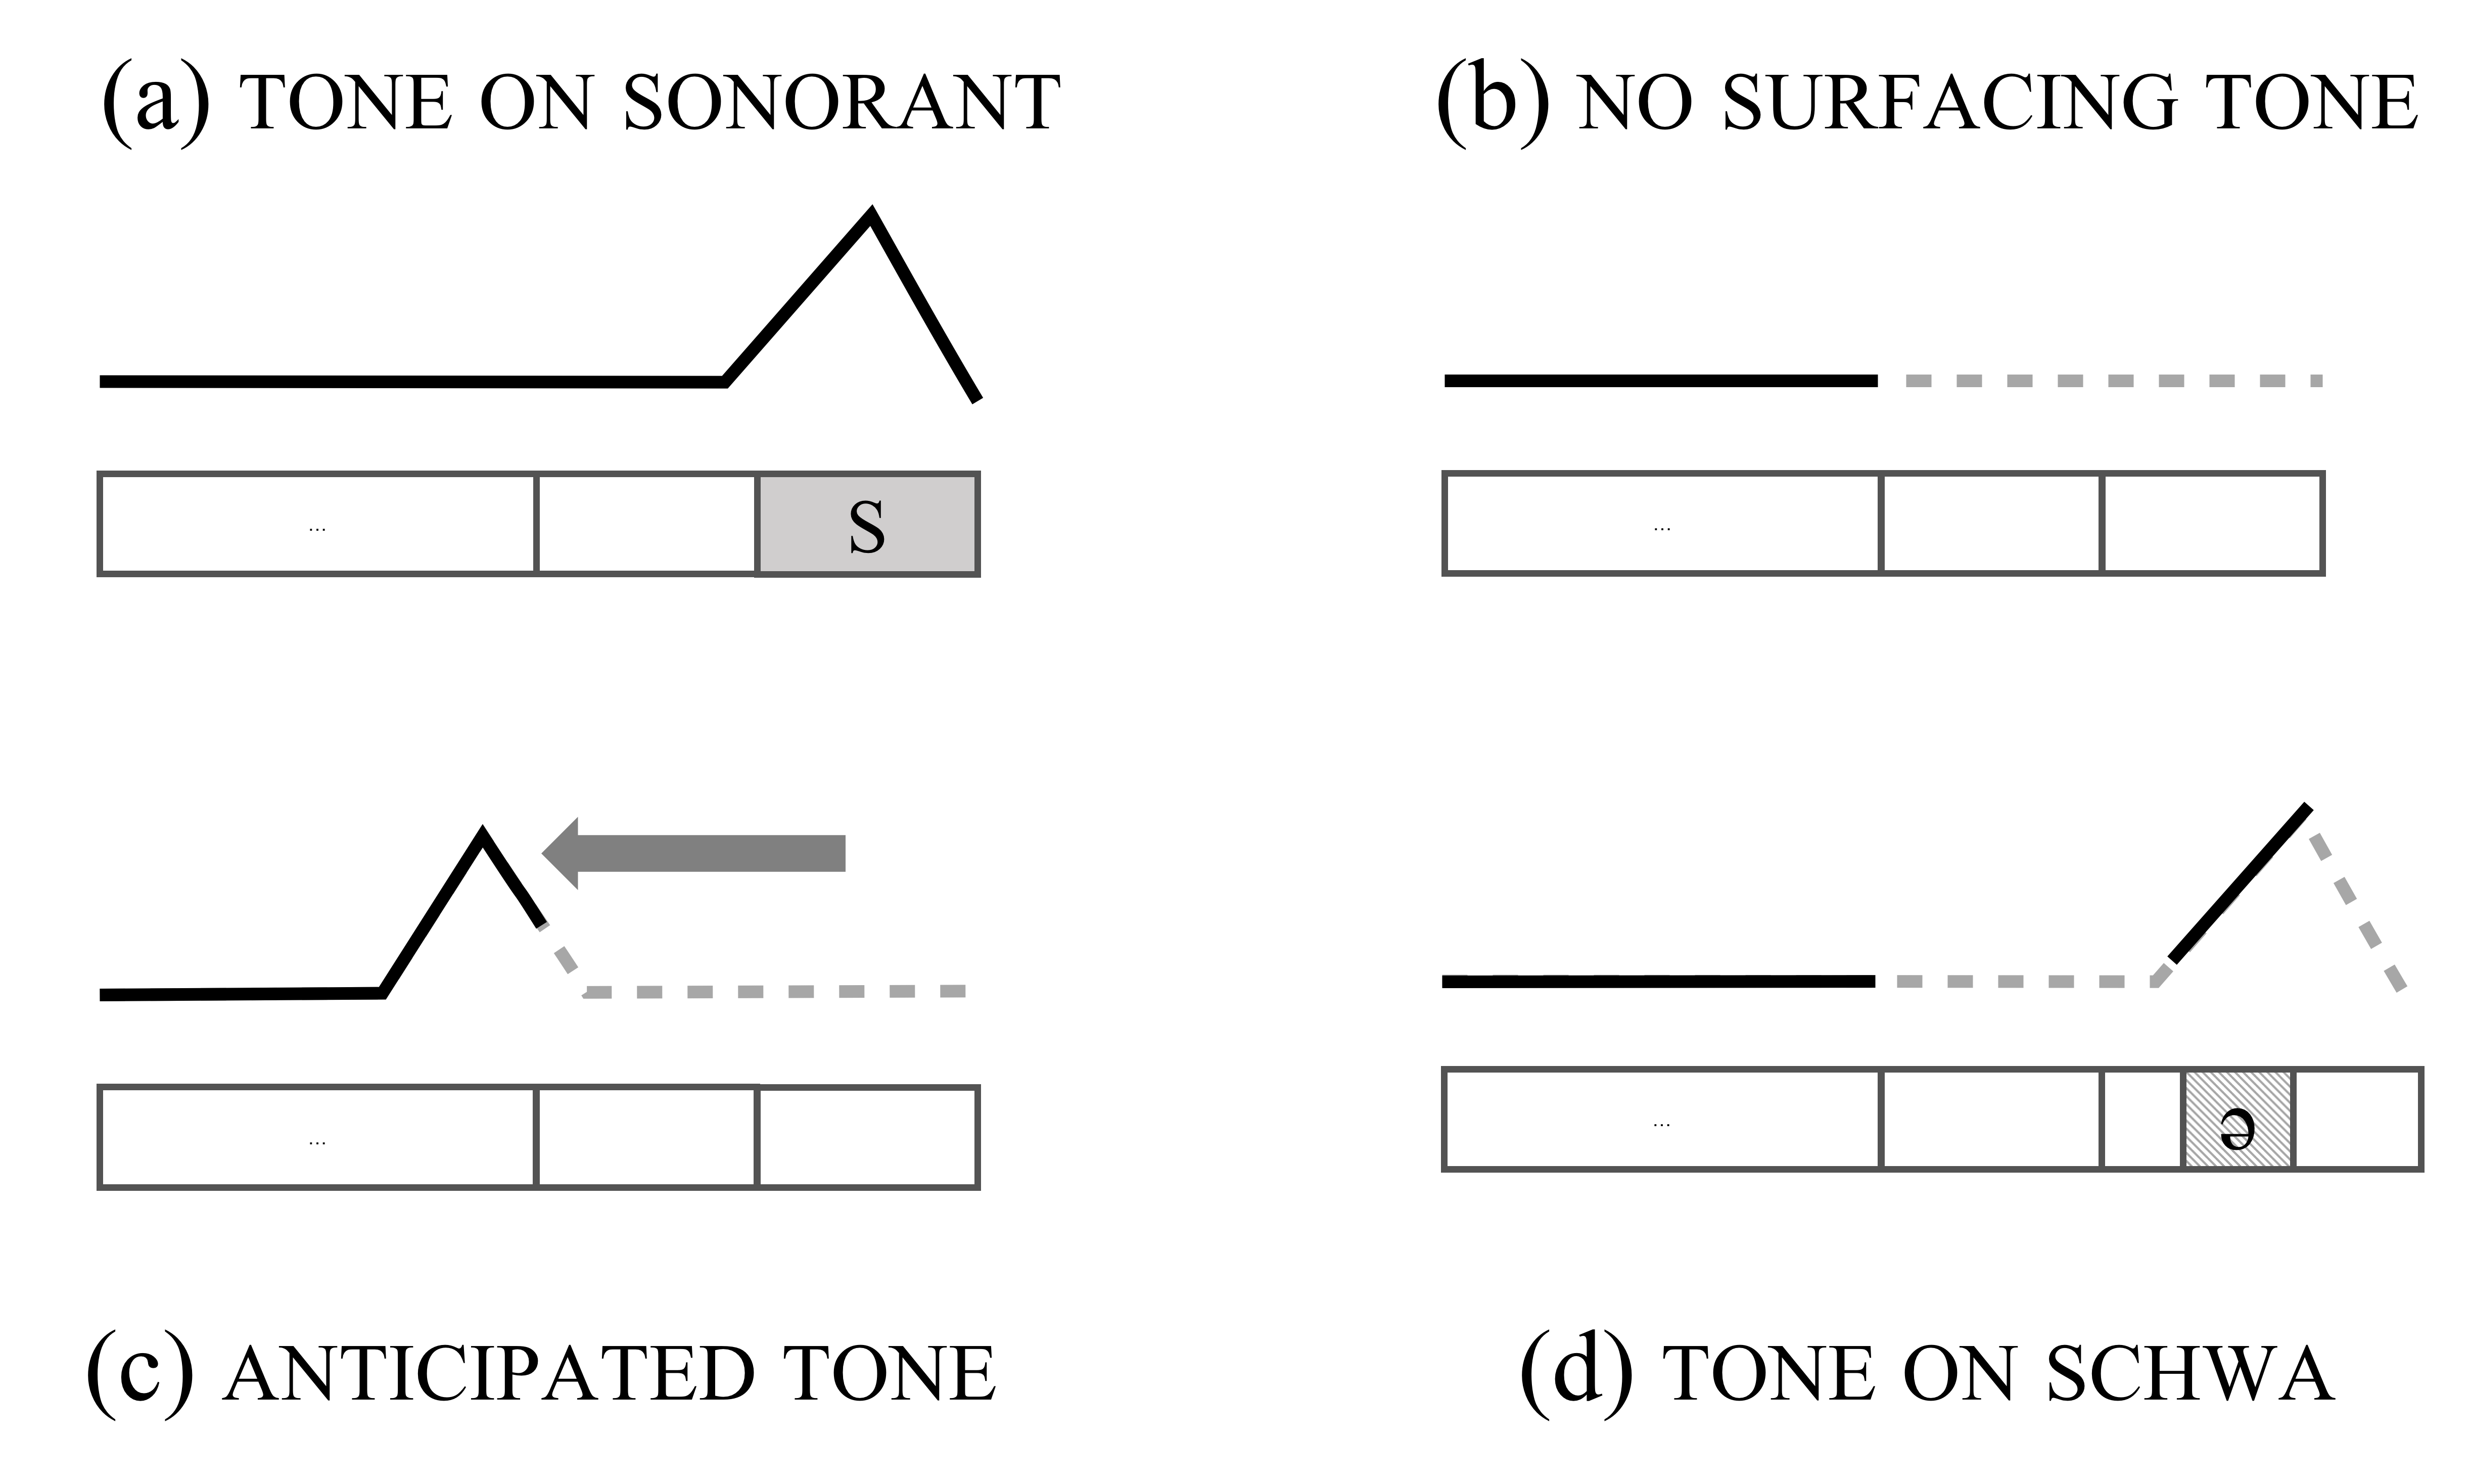 (a) TONE ON SONORANT
(b) NO SURFACING TONE
...
S
...
...
...
ə
(c) ANTICIPATED TONE
(d) TONE ON SCHWA